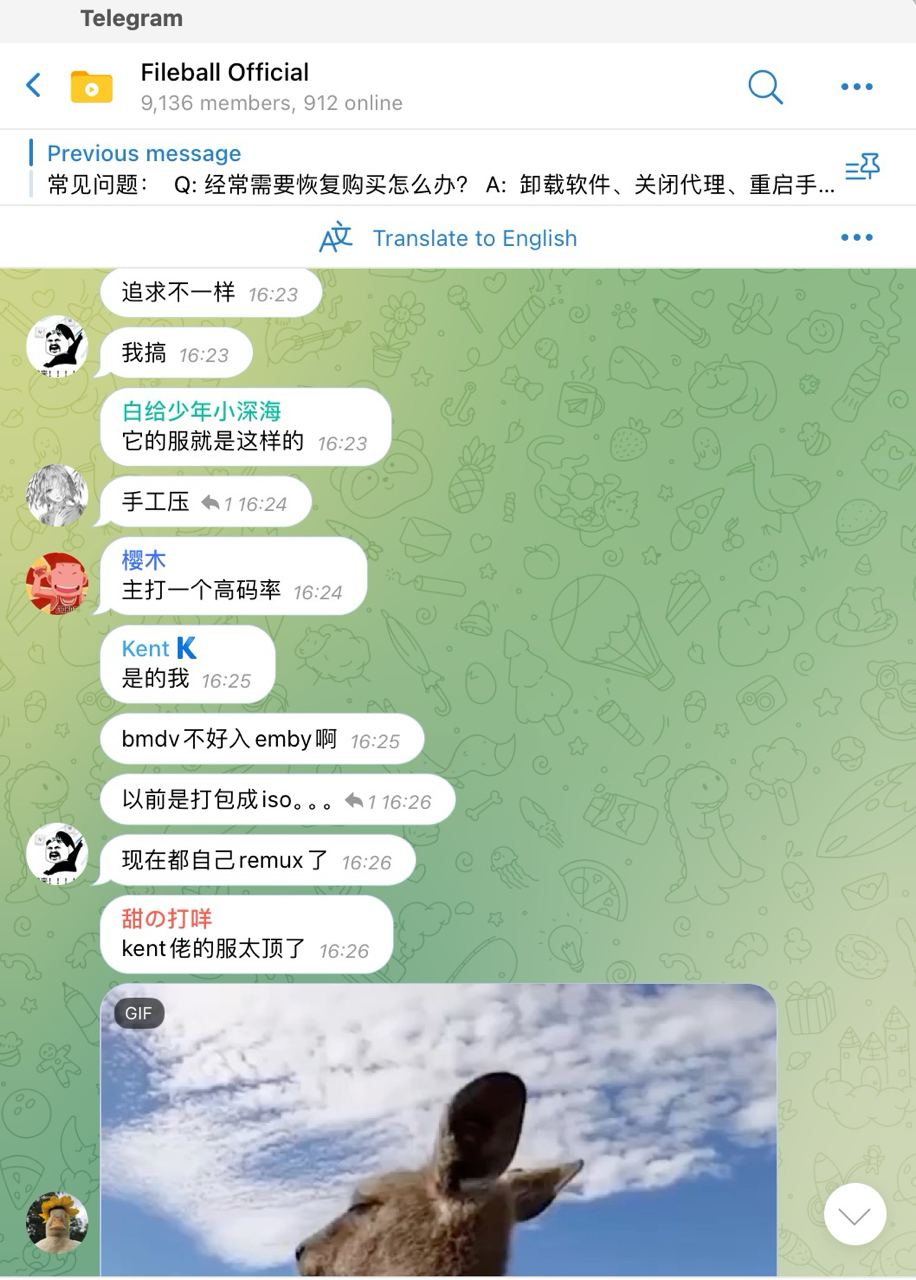 Telegram
Fileball Official
9,136 members, 912 online
Previous message
常见问题： Q: 经常需要恢复购买怎么办？ A: 卸载软件、关闭代理、重启手...
Translate to English
追求不一样 16:23
我搞 16:23
白给少年小深海
它的服就是这样的 16:23
手工压 1 16:24
樱木
主打一个高码率 16:24
Kent K
是的我 16:25
bmdv不好入emby啊 16:25
以前是打包成iso。。。 1 16:26
现在都自己remux了 16:26
甜の打咩
kent佬的服太顶了 16:26
GIF